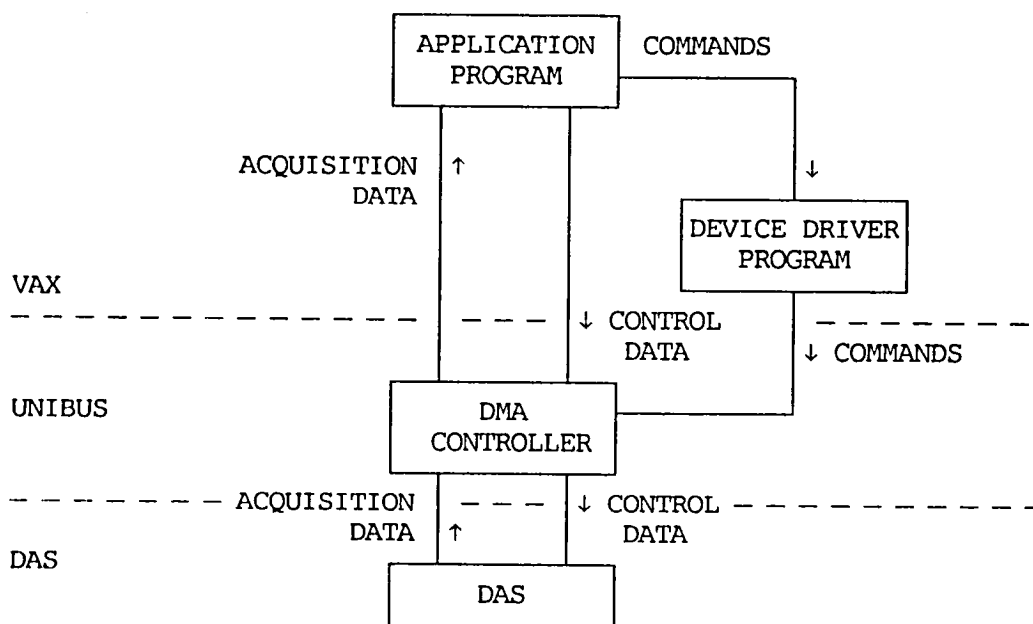 APPLICATION
PROGRAM
COMMANDS
ACQUISITION
DATA
↑
↓
DEVICE DRIVER
PROGRAM
VAX
↓ CONTROL
DATA
↓ COMMANDS
UNIBUS
DMA
CONTROLLER
ACQUISITION
DATA
↑
↓ CONTROL
DATA
DAS
DAS